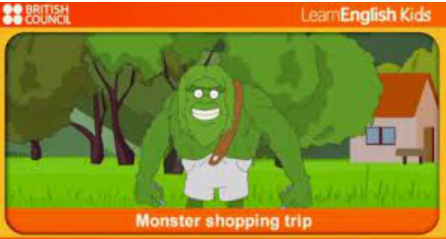 BRITISH
COUNCIL
LearnEnglish Kids
Monster shopping trip